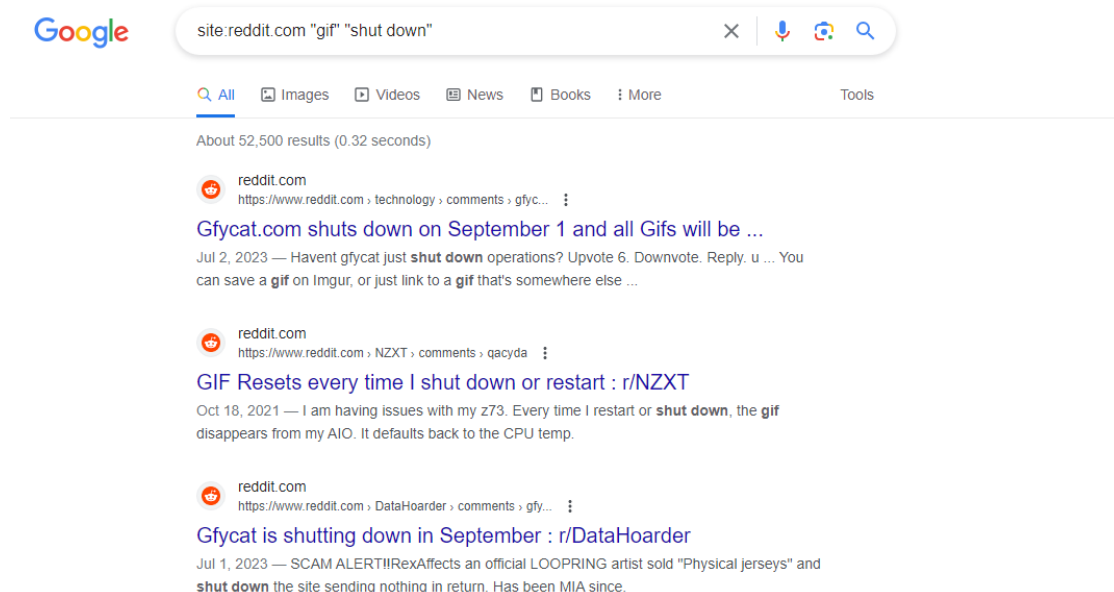 Google
site:reddit.com "gif" "shut down"
All Images Videos News Books More Tools
About 52,500 results (0.32 seconds)
reddit.com
https://www.reddit.com › technology › comments › gfyc...
Gfycat.com shuts down on September 1 and all Gifs will be ...
Jul 2, 2023 — Havent gfycat just shut down operations? Upvote 6. Downvote. Reply. u ... You
can save a gif on Imgur, or just link to a gif that's somewhere else ...
reddit.com
https://www.reddit.com › NZXT › comments › qacyda
GIF Resets every time I shut down or restart : r/NZXT
Oct 18, 2021 — I am having issues with my z73. Every time I restart or shut down, the gif
disappears from my AIO. It defaults back to the CPU temp.
reddit.com
https://www.reddit.com › DataHoarder › comments › gfy...
Gfycat is shutting down in September : r/DataHoarder
Jul 1, 2023 — SCAM ALERT!!RexAffects an official LOOPRING artist sold "Physical jerseys" and
shut down the site sending nothing in return. Has been MIA since.